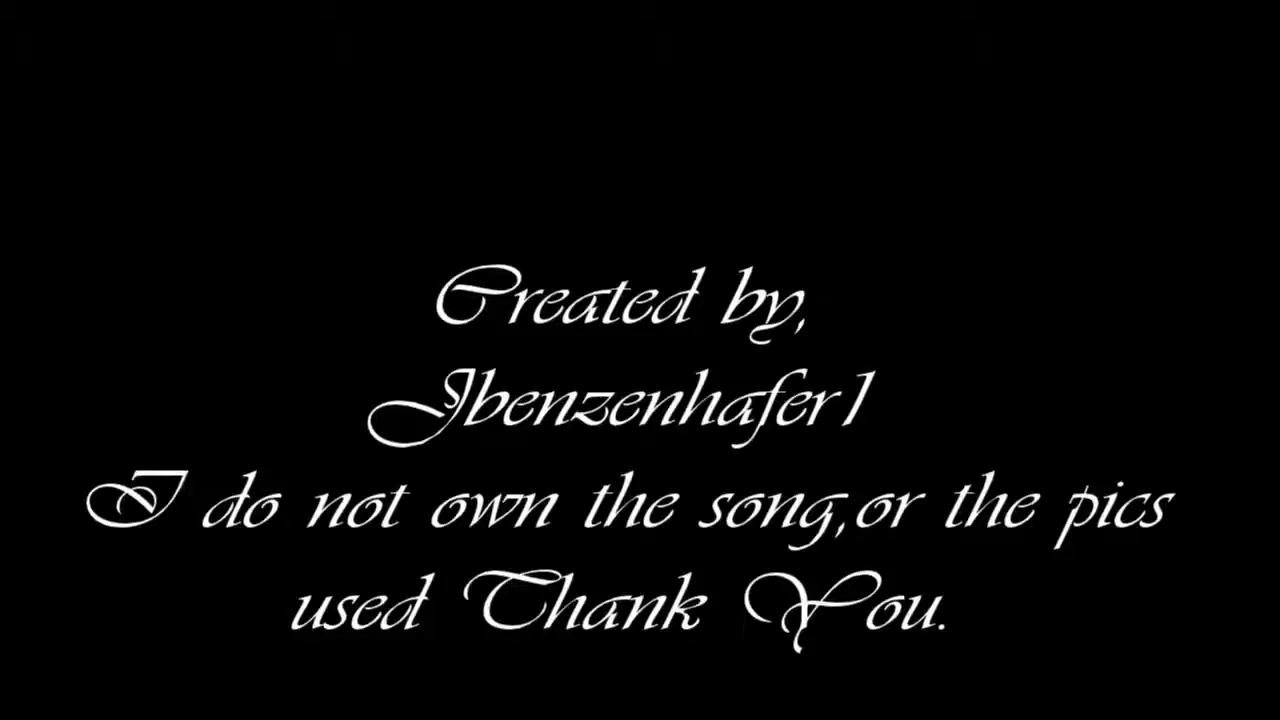 Created by,
Jbenzenhafer1
I do not own the song,or the pics
used Thank You.